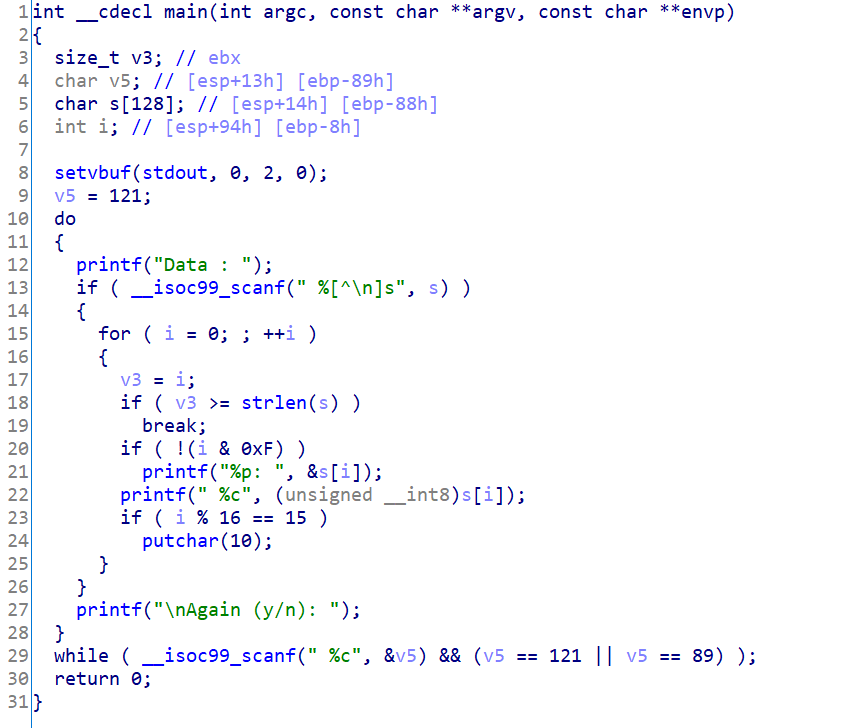 1 int __cdecl main(int argc, const char **argv, const char **envp)
2 {
3   size_t v3; // ebx
4   char v5; // [esp+13h] [ebp-89h]
5   char s[128]; // [esp+14h] [ebp-88h]
6   int i; // [esp+94h] [ebp-8h]
7
8   setvbuf(stdout, 0, 2, 0);
9   v5 = 121;
10   do
11   {
12     printf("Data : ");
13     if ( __isoc99_scanf(" %[^\n]s", s) )
14     {
15       for ( i = 0; ; ++i )
16       {
17         v3 = i;
18         if ( v3 >= strlen(s) )
19           break;
20         if ( !(i & 0xF) )
21           printf("%p: ", &s[i]);
22         printf(" %c", (unsigned __int8)s[i]);
23         if ( i % 16 == 15 )
24           putchar(10);
25       }
26     }
27     printf("\nAgain (y/n): ");
28   }
29   while ( __isoc99_scanf(" %c", &v5) && (v5 == 121 || v5 == 89) );
30   return 0;
31 }